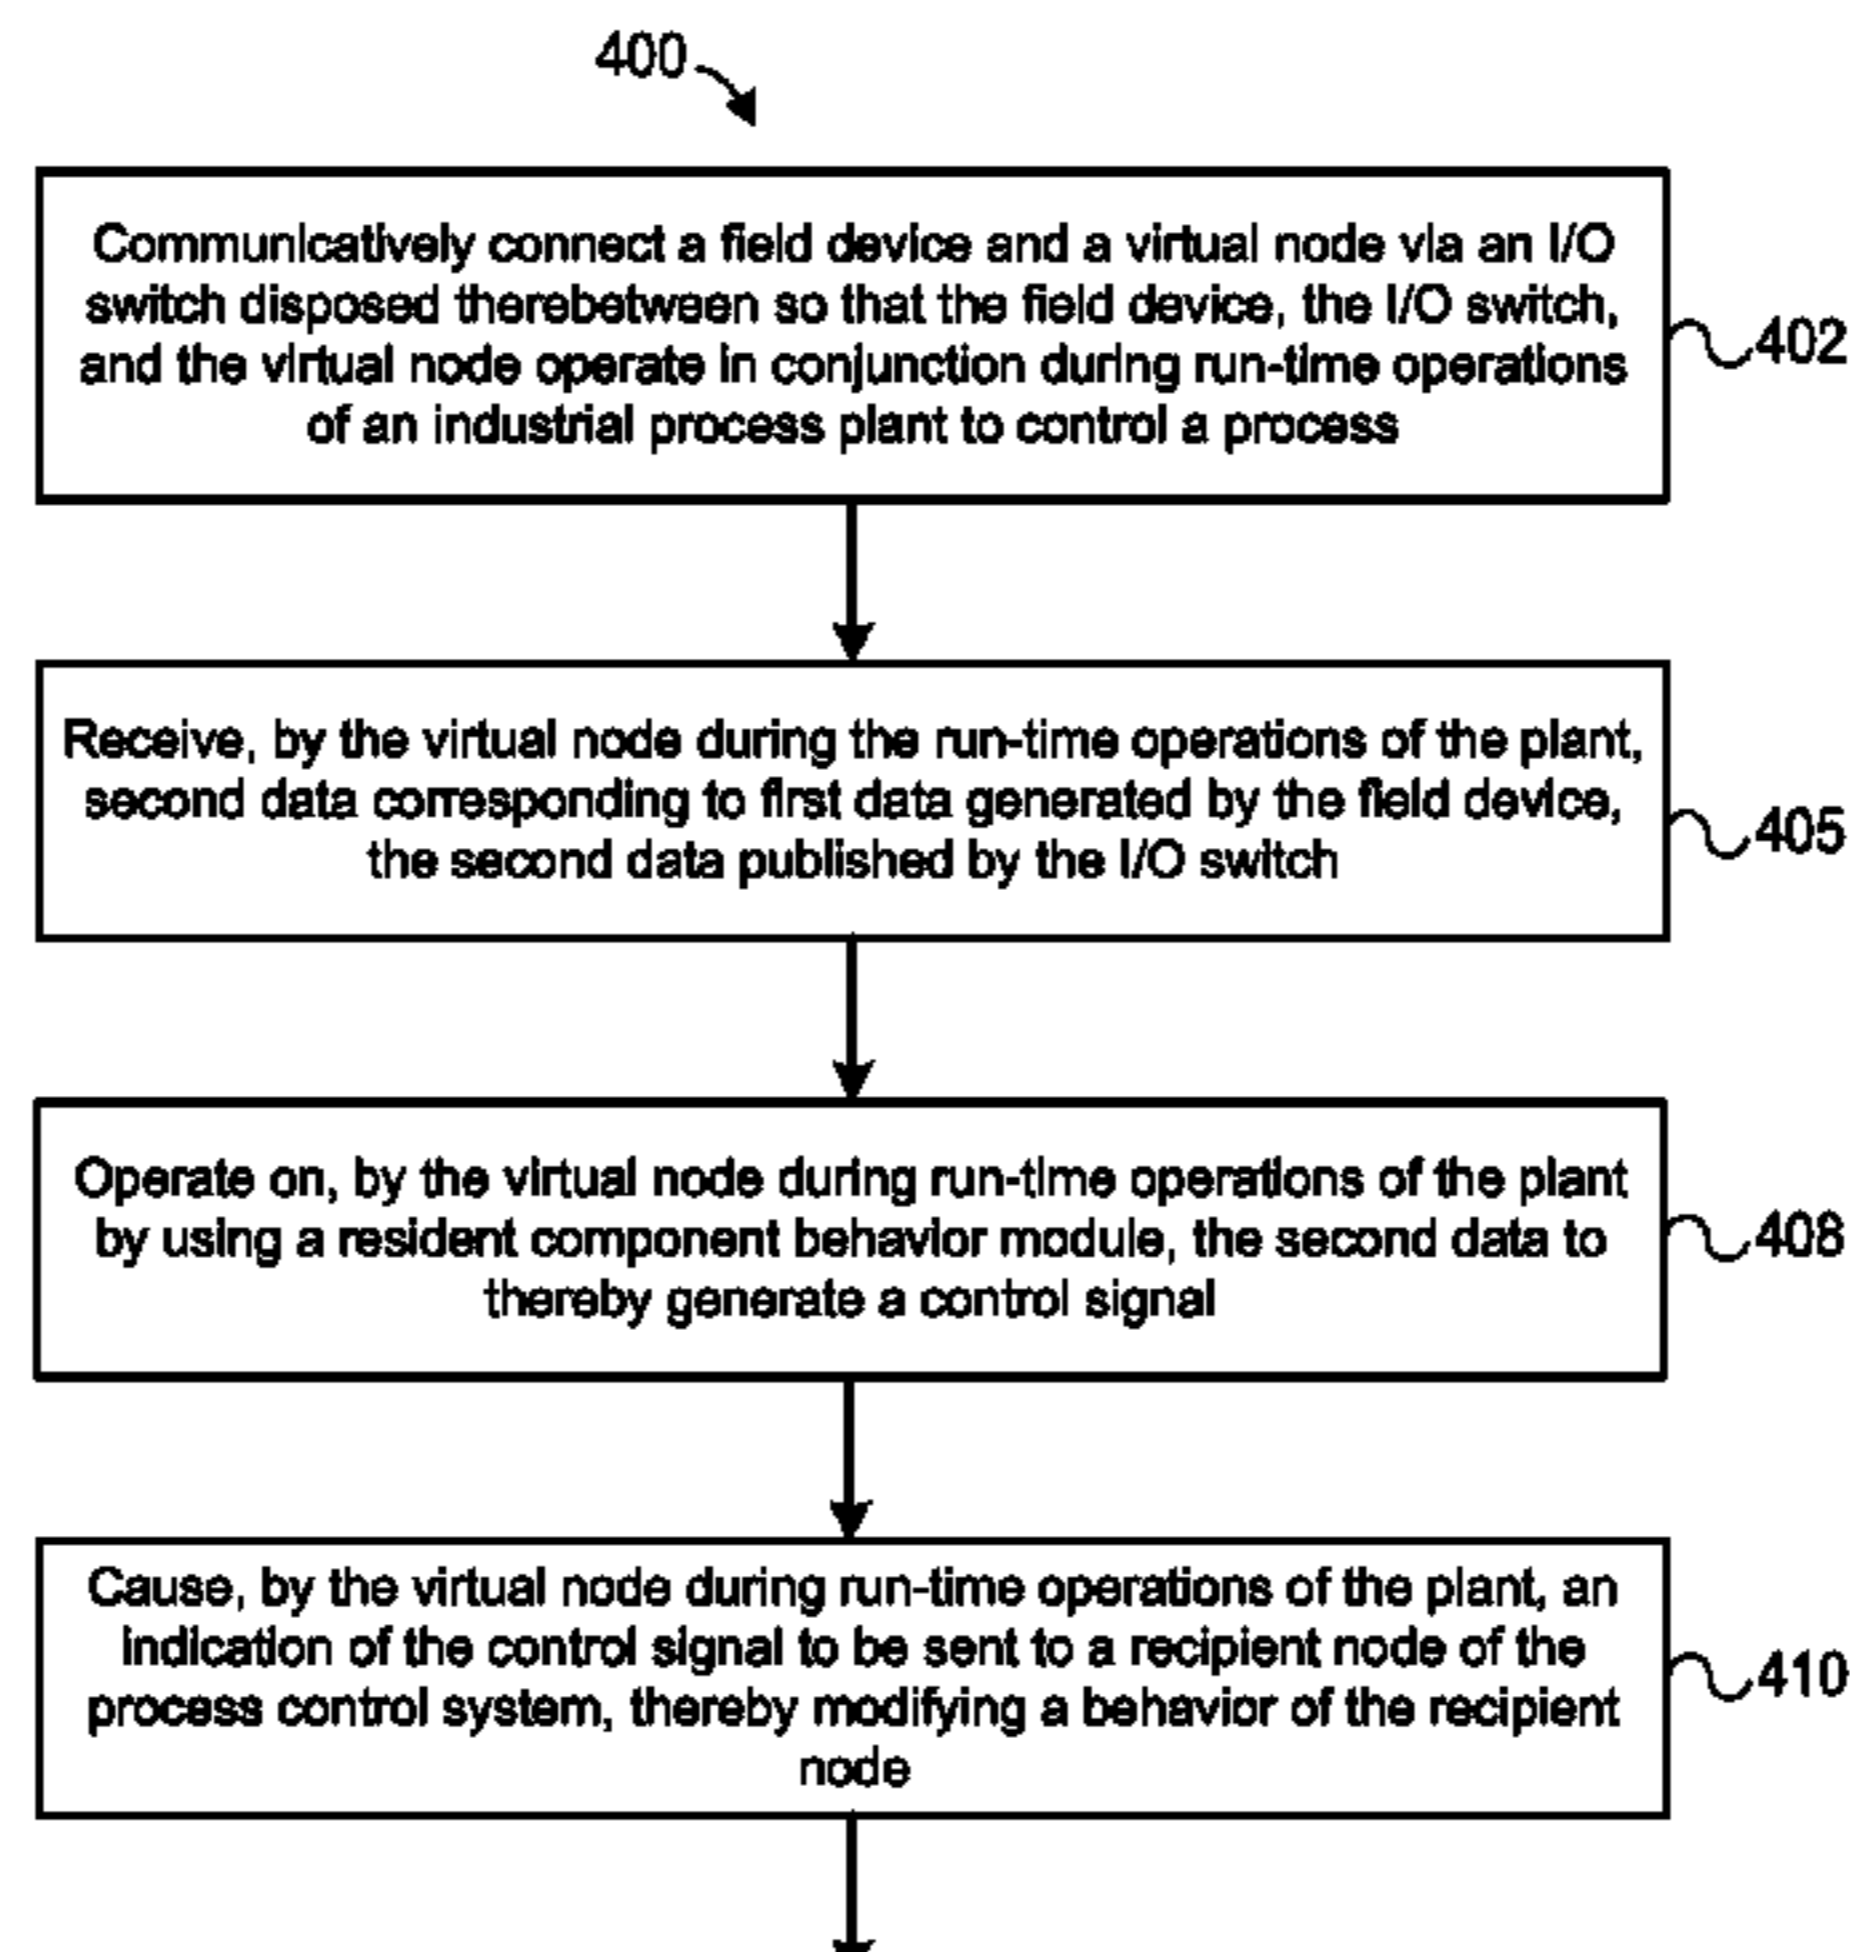 400
Communicatively connect a field device and a virtual node via an I/O
switch disposed therebetween so that the field device, the I/O switch,
and the virtual node operate in conjunction during run-time operations
of an industrial process plant to control a process
402
Receive, by the virtual node during the run-time operations of the plant,
second data corresponding to first data generated by the field device,
the second data published by the I/O switch
405
Operate on, by the virtual node during run-time operations of the plant
by using a resident component behavior module, the second data to
thereby generate a control signal
408
Cause, by the virtual node during run-time operations of the plant, an
indication of the control signal to be sent to a recipient node of the
process control system, thereby modifying a behavior of the recipient
node
410